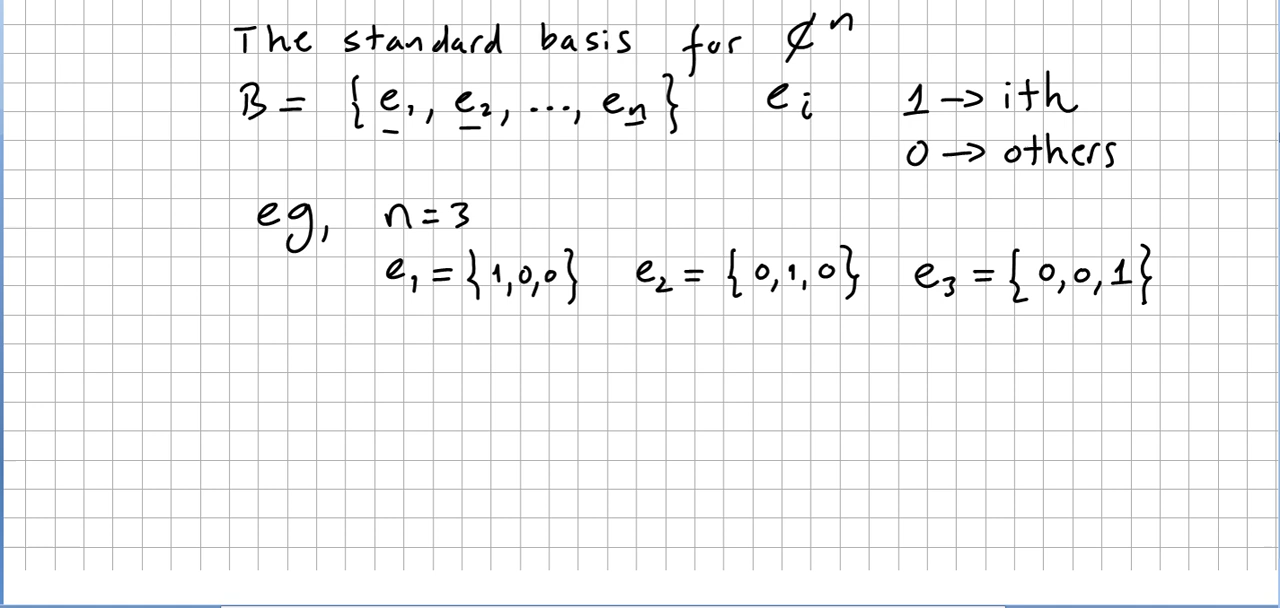 The standard basis for ₵ⁿ
B = {e₁, e₂, ..., eₙ} eᵢ 1 → ith
0 → others
eg, n = 3
e₁ = {1,0,0} e₂ = {0,1,0} e₃ = {0,0,1}